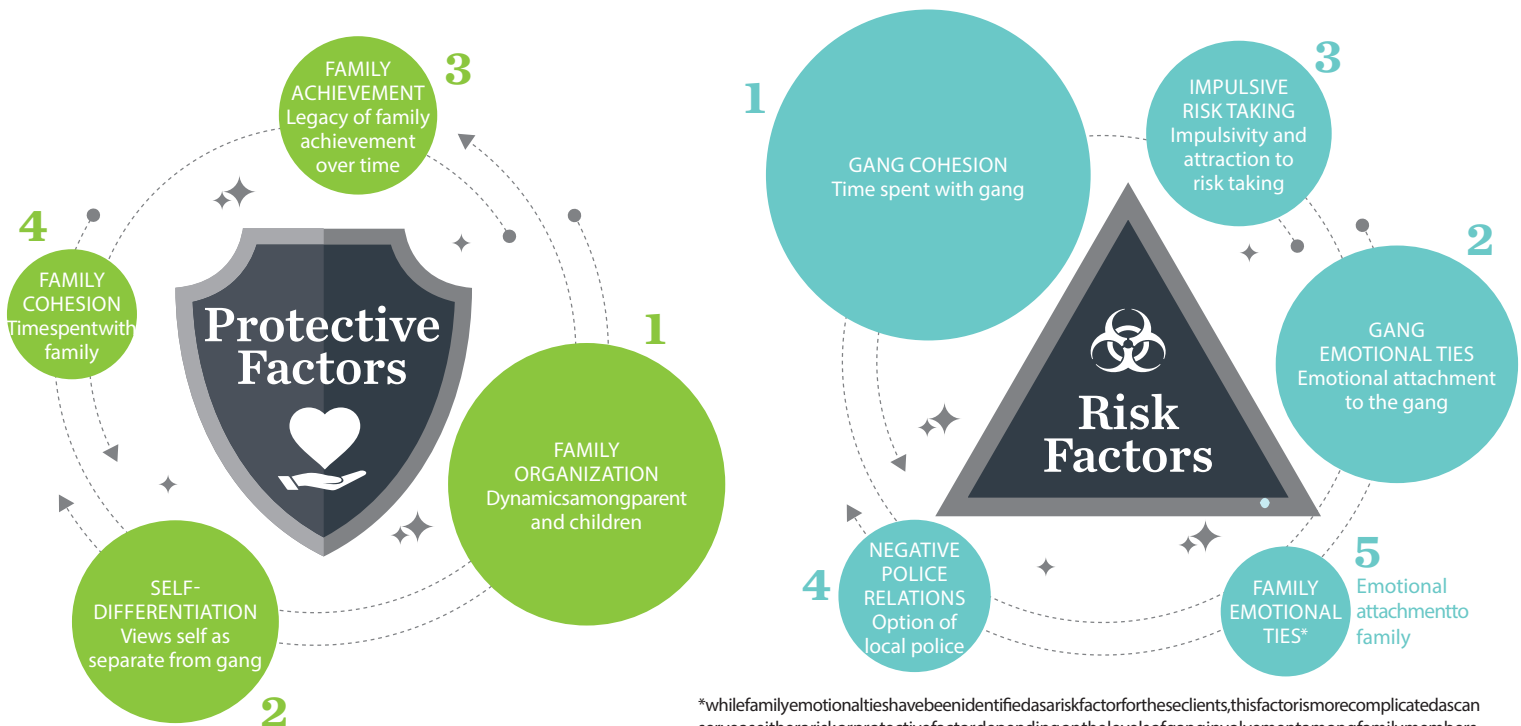 3
FAMILY
ACHIEVEMENT
Legacy of family
achievement
over time
4
FAMILY
COHESION
Timespentwith
family
Protective
Factors
1
FAMILY
ORGANIZATION
Dynamicsamongparent
and children
SELF-
DIFFERENTIATION
Views self as
separate from gang
2
1
GANG COHESION
Time spent with gang
3
IMPULSIVE
RISK TAKING
Impulsivity and
attraction to
risk taking
2
GANG
EMOTIONAL TIES
Emotional attachment
to the gang
Risk
Factors
4
NEGATIVE
POLICE
RELATIONS
Option of
local police
5
FAMILY
EMOTIONAL
TIES*
Emotional
attachmentto
family
*whilefamilyemotionaltieshavebeenidentifiedasariskfactorfortheseclients,thisfactorismorecomplicatedascan